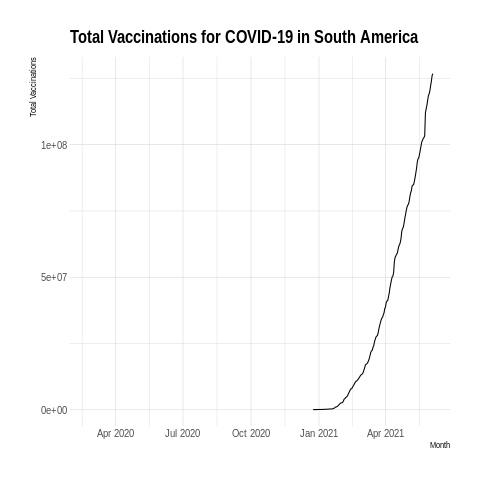 Total Vaccinations for COVID-19 in South America
Total Vaccinations
1e+08
5e+07
0e+00
Apr 2020 Jul 2020 Oct 2020 Jan 2021 Apr 2021
Month